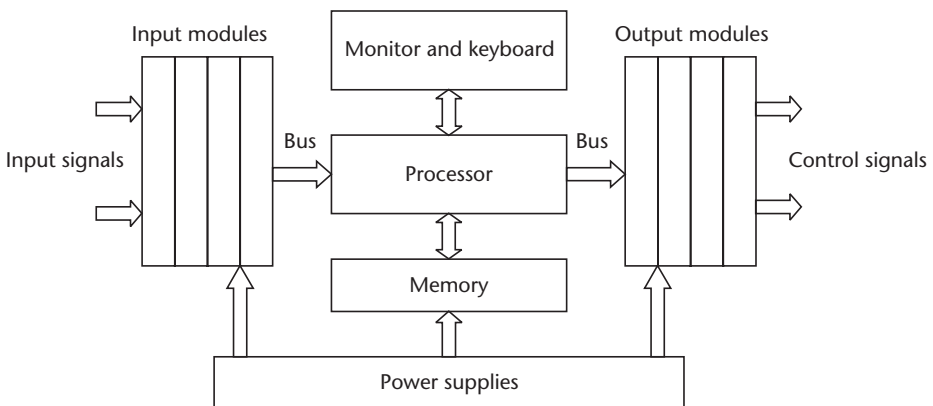 Input modules
Monitor and keyboard
Output modules
Input signals
Bus
Processor
Bus
Control signals
Memory
Power supplies